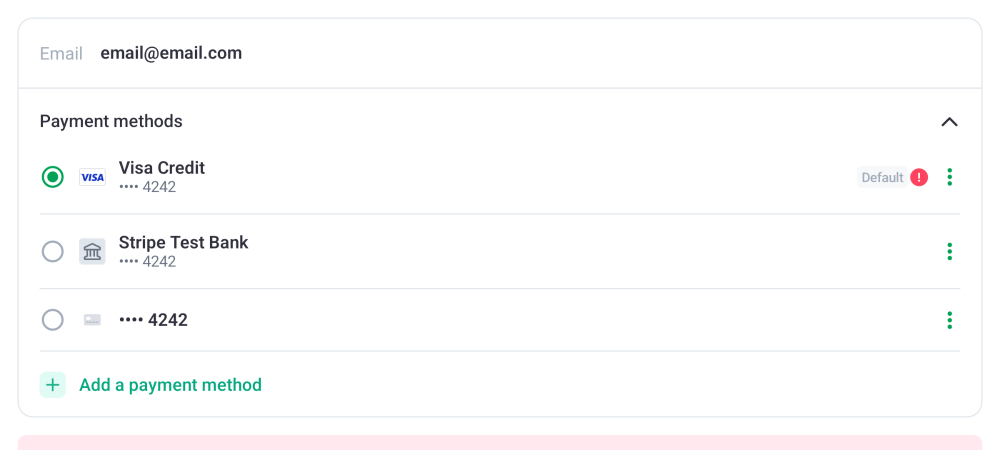 Email email@email.com
Payment methods
VISA Visa Credit
•••• 4242
Default !
Stripe Test Bank
•••• 4242
•••• 4242
+ Add a payment method